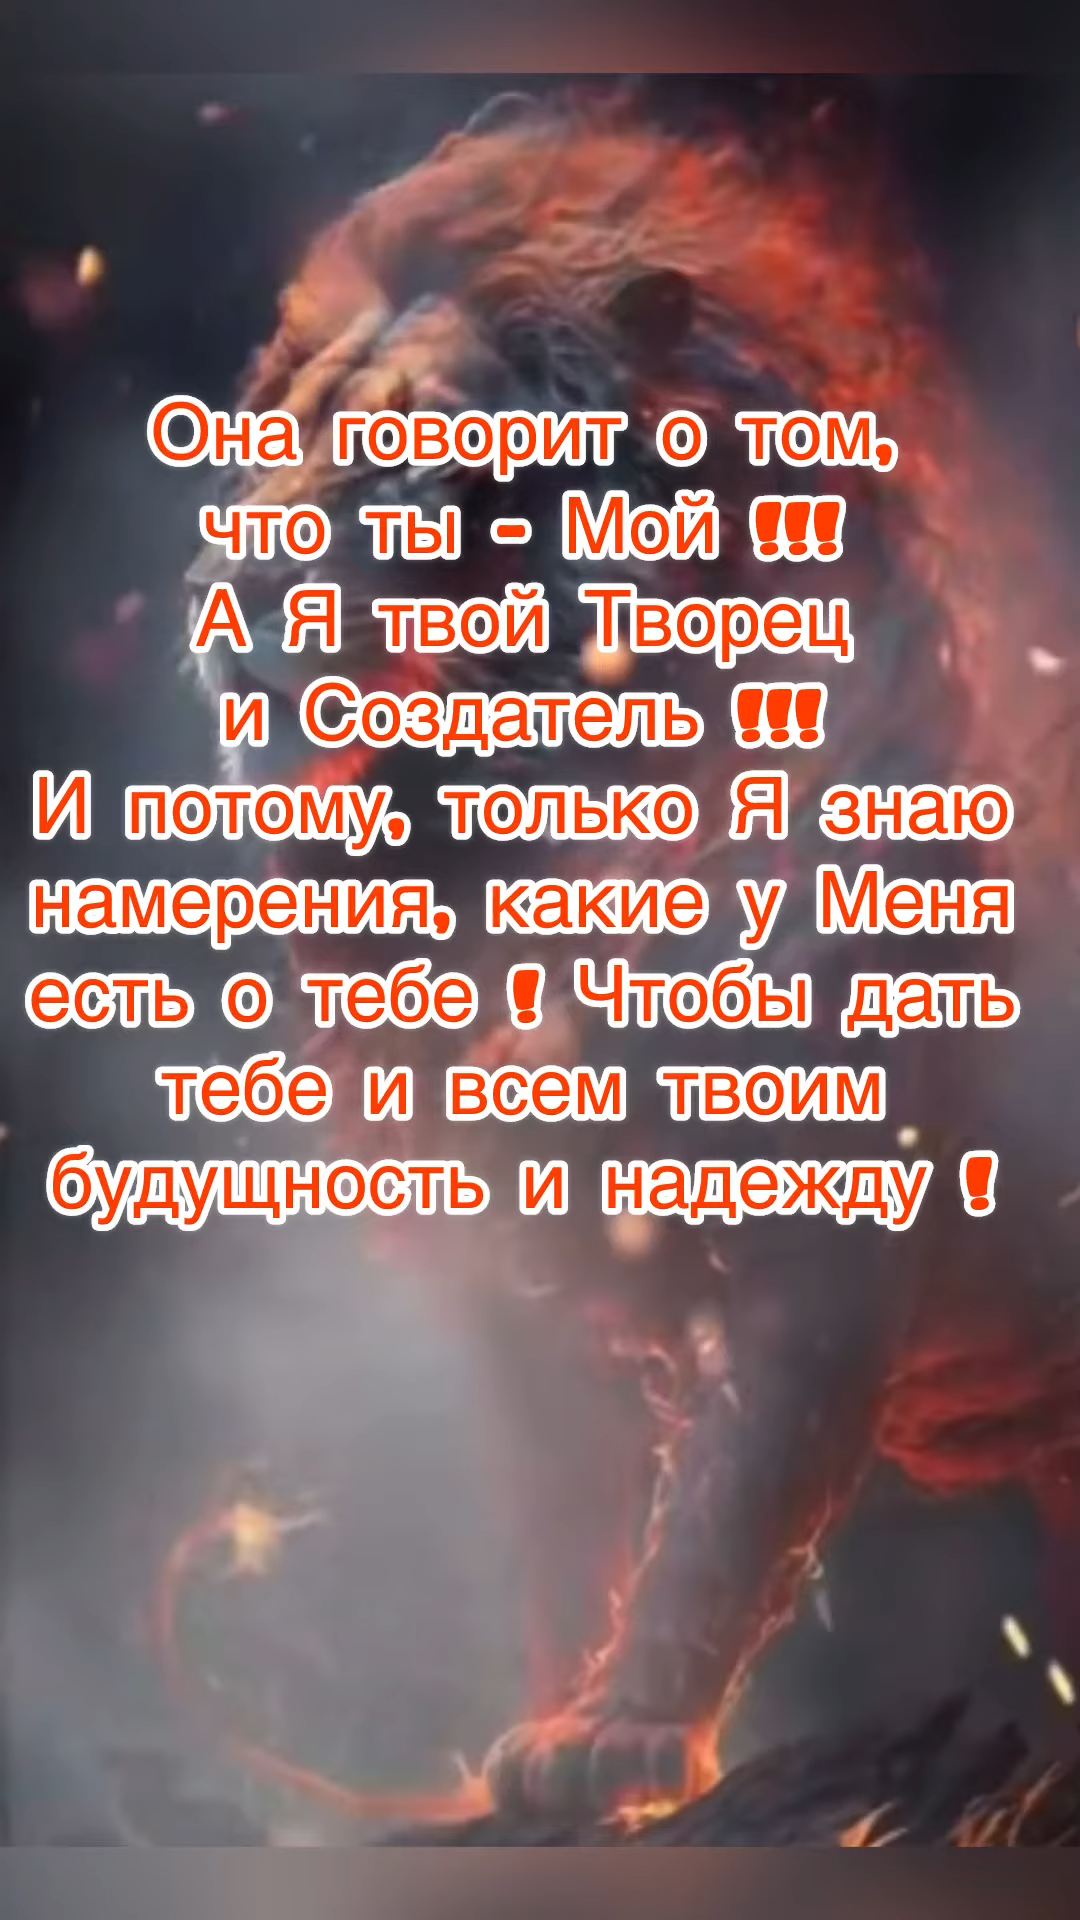 Она говорит о том,
что ты - Мой !!!
А Я твой Творец
и Создатель !!!
И потому, только Я знаю
намерения, какие у Меня
есть о тебе ! Чтобы дать
тебе и всем твоим
будущность и надежду !